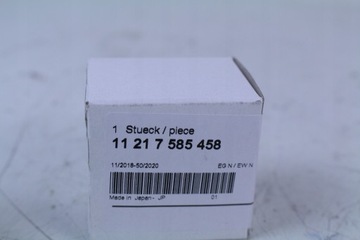 1 Stueck / piece
11 21 7 585 458
11/2018-50/2020 EG N / EW N
Made in Japan - JP 01